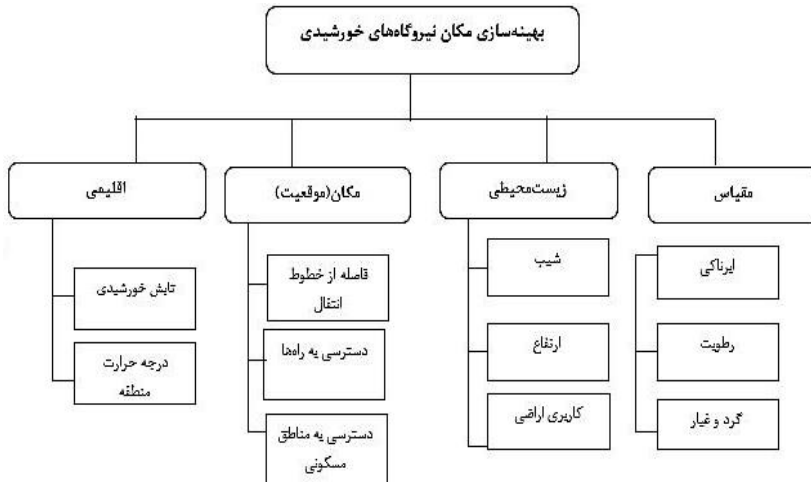 بهینه‌سازی مکان نیروگاه‌های خورشیدی
مقیاس
زیست‌محیطی
مکان(موقعیت)
اقلیمی
ابرناکی
رطوبت
گرد و غبار
شیب
ارتفاع
کاربری اراضی
فاصله از خطوط
انتقال
دسترسی به راه‌ها
دسترسی به مناطق
مسکونی
تابش خورشیدی
درجه حرارت
منطقه